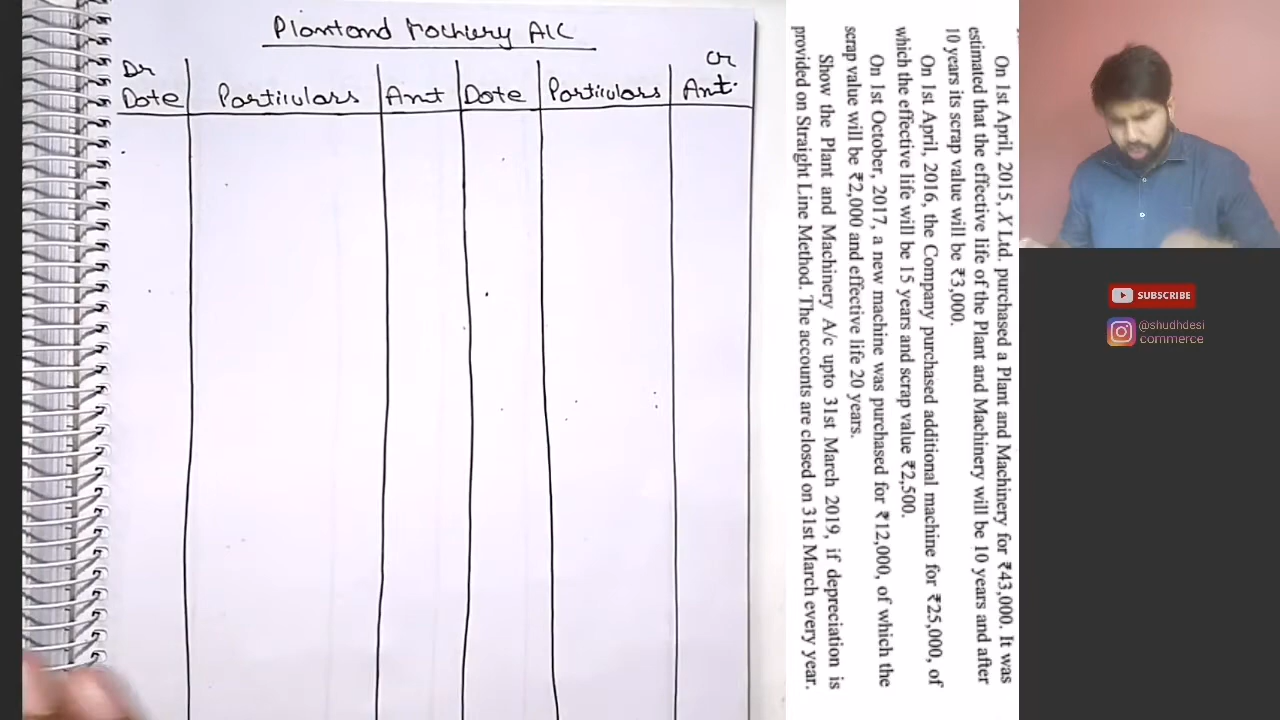 Plantand Machery A/C
Dr
Cr
Date
Particulars
Amt
Date
Particulars
Amt.
On 1st April, 2015, X Ltd. purchased a Plant and Machinery for ₹43,000. It was
estimated that the effective life of the Plant and Machinery will be 10 years and after
10 years its scrap value will be ₹3,000.
On 1st April, 2016, the Company purchased additional machine for ₹25,000, of
which the effective life will be 15 years and scrap value ₹2,500.
On 1st October, 2017, a new machine was purchased for ₹12,000, of which the
scrap value will be ₹2,000 and effective life 20 years.
Show the Plant and Machinery A/c upto 31st March 2019, if depreciation is
provided on Straight Line Method. The accounts are closed on 31st March every year.
SUBSCRIBE
@shudhdesi
commerce